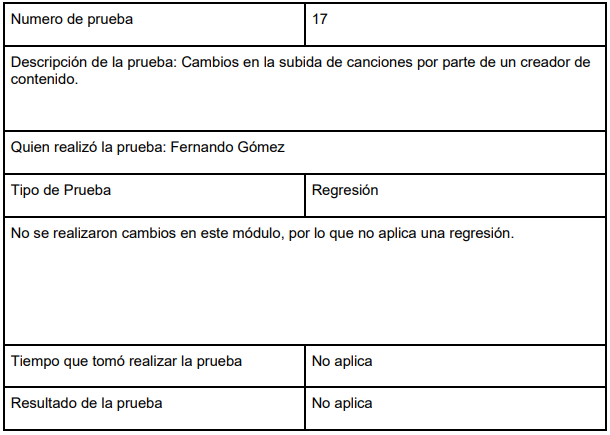 Numero de prueba 17
Descripción de la prueba: Cambios en la subida de canciones por parte de un creador de
contenido.
Quien realizó la prueba: Fernando Gómez
Tipo de Prueba Regresión
No se realizaron cambios en este módulo, por lo que no aplica una regresión.
Tiempo que tomó realizar la prueba No aplica
Resultado de la prueba No aplica